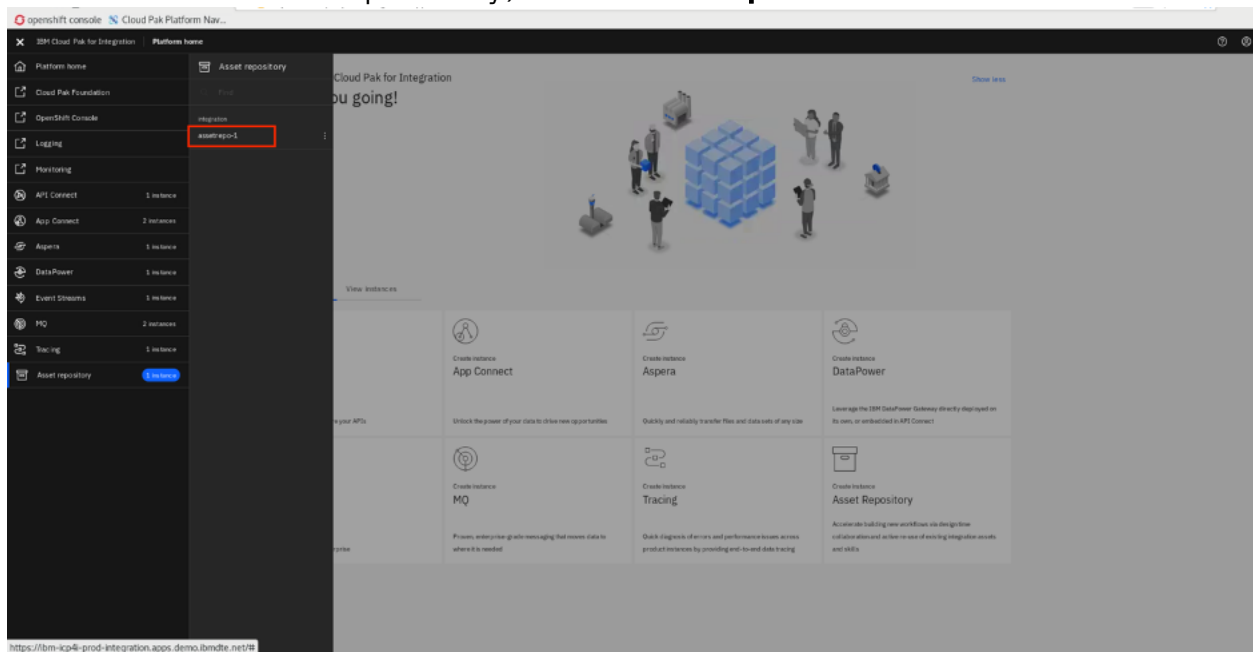 openshift console Cloud Pak Platform Nav...
IBM Cloud Pak for Integration Platform home
Platform home
Cloud Pak Foundation
OpenShift Console
Logging
Monitoring
API Connect 1 instance
App Connect 2 instances
Aspera 1 instance
DataPower 1 instance
Event Streams 1 instance
MQ 2 instances
Tracing 1 instance
Asset repository 1 instance
Asset repository
Find
integration
assetrepo-1
Cloud Pak for Integration
ou going!
Show less
View instances
Create instance
App Connect
Unlock the power of your data to drive new opportunities
Create instance
Aspera
Quickly and reliably transfer files and data sets of any size
Create instance
DataPower
Leverage the IBM DataPower Gateway directly deployed on
its own, or embedded in API Connect
e your APIs
Create instance
MQ
Proven, enterprise-grade messaging that moves data to
where it is needed
Create instance
Tracing
Quick diagnosis of errors and performance issues across
product instances by providing end-to-end data tracing
Create instance
Asset Repository
Accelerate building new workflows via design time
collaboration and active re-use of existing integration assets
and skills
rprise
https://ibm-icp4i-prod-integration.apps.demo.ibmdte.net/#